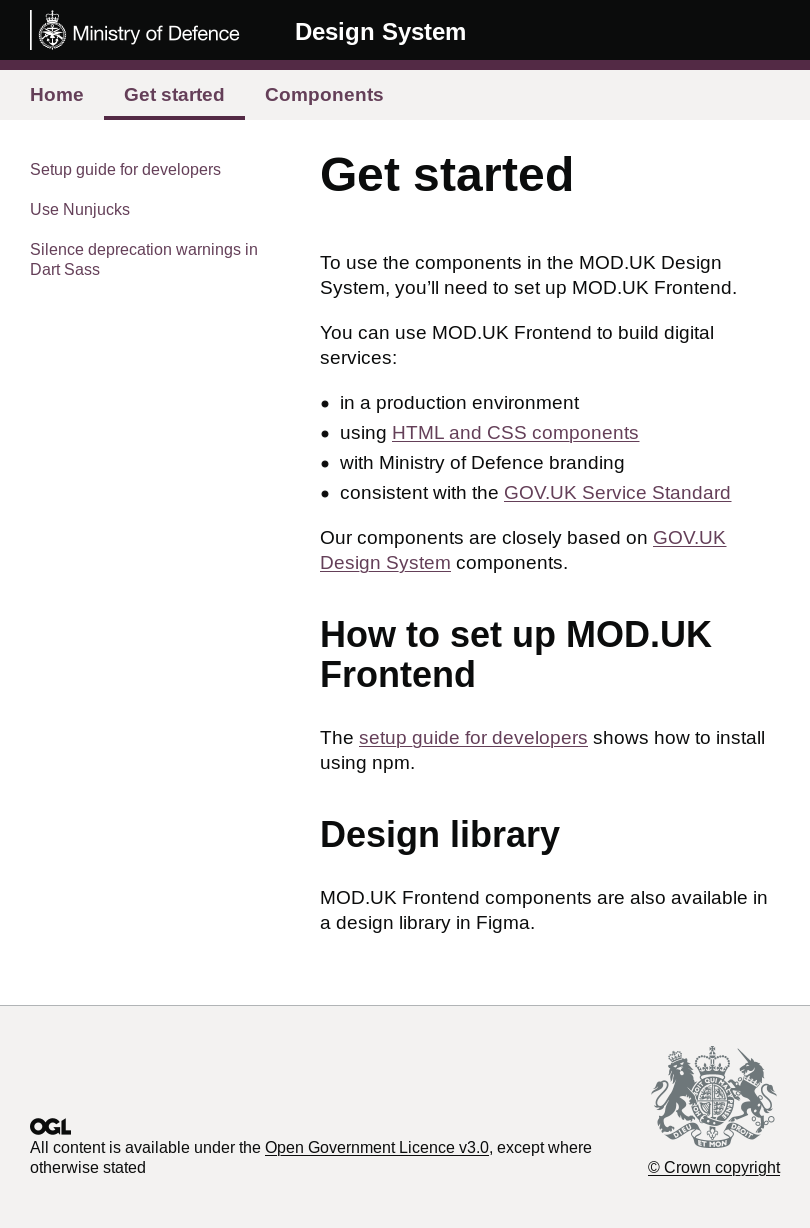 Ministry of Defence
Design System
Home
Get started
Components
Setup guide for developers
Use Nunjucks
Silence deprecation warnings in
Dart Sass
Get started
To use the components in the MOD.UK Design
System, you’ll need to set up MOD.UK Frontend.
You can use MOD.UK Frontend to build digital
services:
in a production environment
using HTML and CSS components
with Ministry of Defence branding
consistent with the GOV.UK Service Standard
Our components are closely based on GOV.UK
Design System components.
How to set up MOD.UK
Frontend
The setup guide for developers shows how to install
using npm.
Design library
MOD.UK Frontend components are also available in
a design library in Figma.
OGL
All content is available under the Open Government Licence v3.0, except where
otherwise stated
DIEU ET MON DROIT
© Crown copyright